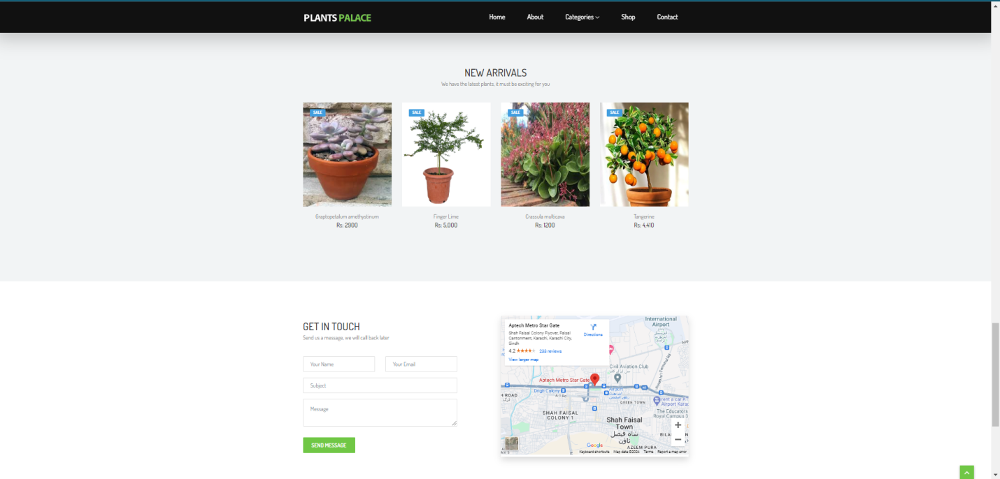 PLANTS PALACE
Home
About
Categories
Shop
Contact
NEW ARRIVALS
We have the latest plants, it must be exciting for you
SALE
SALE
SALE
SALE
Graptopetalum amethystinum
Rs: 2900
Finger Lime
Rs: 5,000
Crassula multicava
Rs: 1200
Tangerine
Rs: 4,410
GET IN TOUCH
Send us a message, we will call back later
Your Name
Your Email
Subject
Message
SEND MESSAGE
Aptech Metro Star Gate
Shah Faisal Colony Flyover, Faisal
Cantonment, Karachi, Karachi City,
Sindh
Directions
4.2
233 reviews
View larger map
International
Airport
Civil Aviation Club
Aptech Metro Star Gate
Drigh Colony
Airport
GREEN TOWN
rent a car
The Educators
Royal Campus 3
SHAH FAISAL
COLONY 1
Shah Faisal
Town
شاه فیصل
ٹاؤن
AZEEM PURA
Google
Keyboard shortcuts
Map data ©2024
Terms
Report a map error